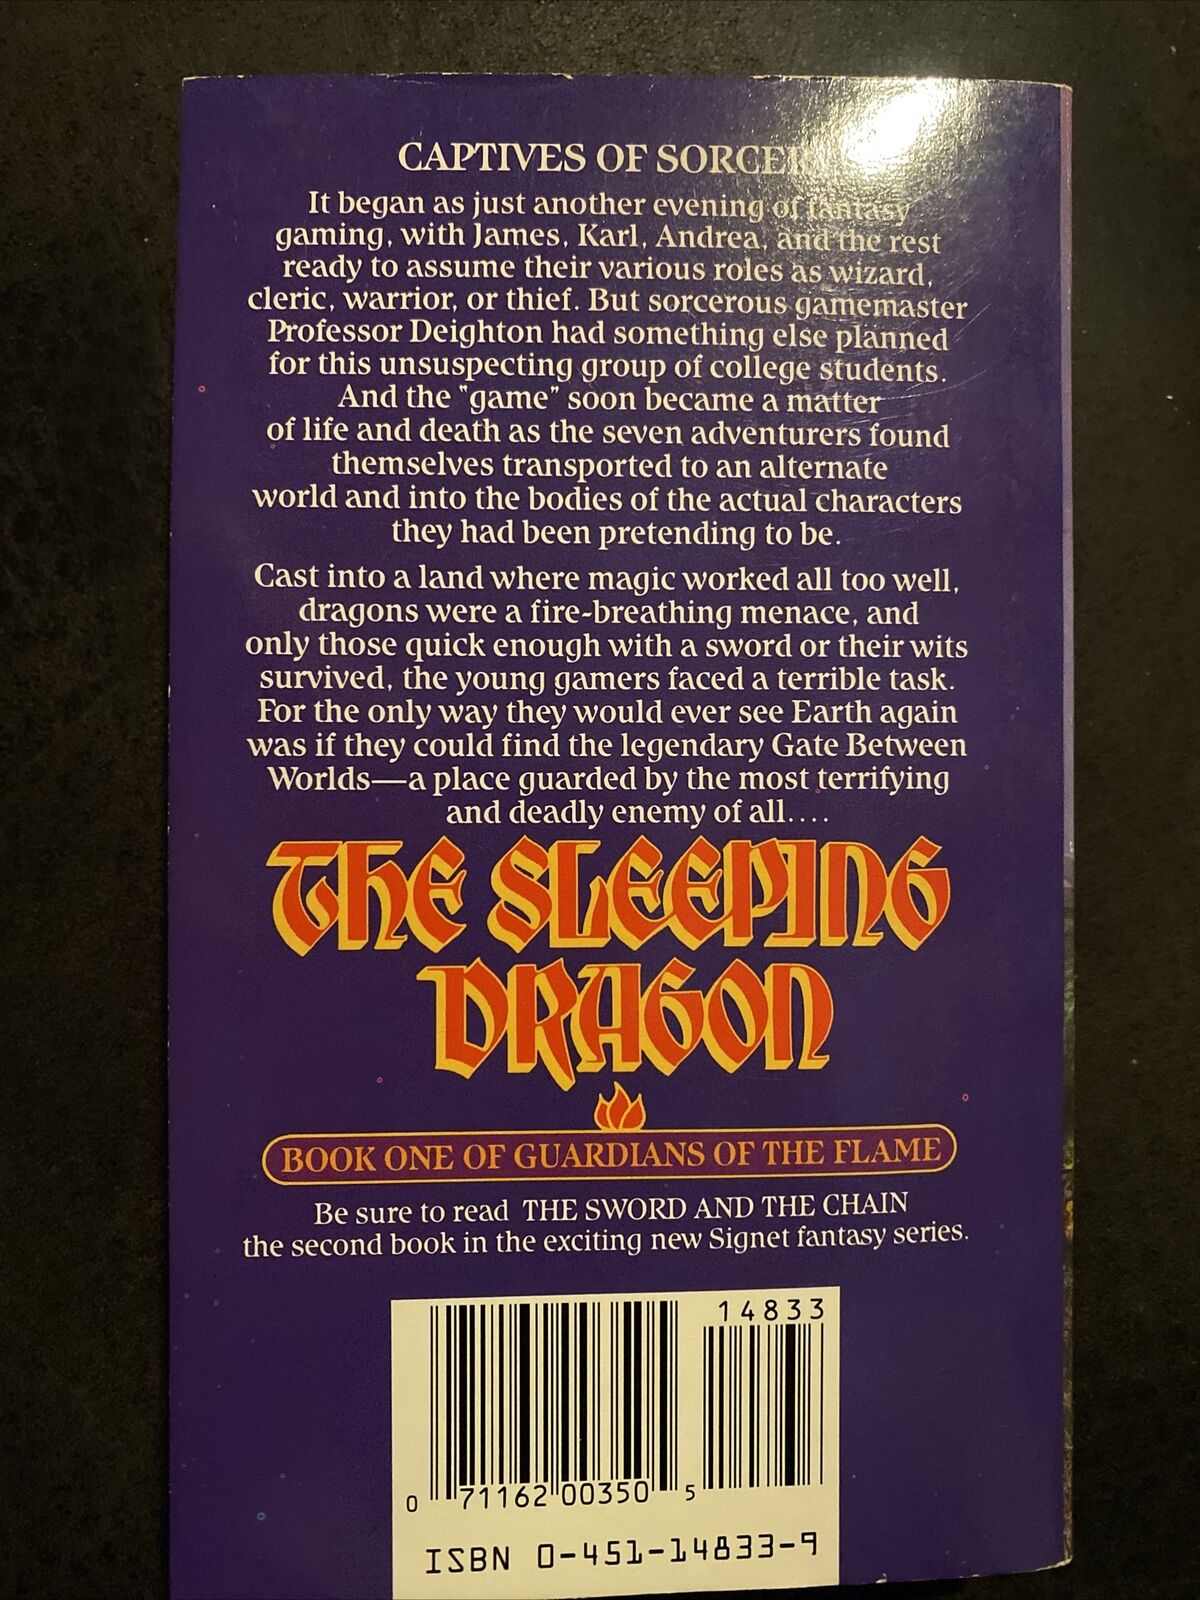 CAPTIVES OF
It began as just another evening of fantasy
gaming, with James, Karl, Andrea, and the rest
ready to assume their various roles as wizard,
cleric, warrior, or thief. But sorcerous gamemaster
Professor Deighton had something else planned
for this unsuspecting group of college students.
And the "game" soon became a matter
of life and death as the seven adventurers found
themselves transported to an alternate
world and into the bodies of the actual characters
they had been pretending to be.
Cast into a land where magic worked all too well,
dragons were a fire-breathing menace, and
only those quick enough with a sword or their wits
survived, the young gamers faced a terrible task.
For the only way they would ever see Earth again
was if they could find the legendary Gate Between
Worlds—a place guarded by the most terrifying
and deadly enemy of all....
THE SLEEPING
DRAGON
BOOK ONE OF GUARDIANS OF THE FLAME
Be sure to read THE SWORD AND THE CHAIN
the second book in the exciting new Signet fantasy series.
14833
0 71162 00350 5
ISBN 0-451-14833-9